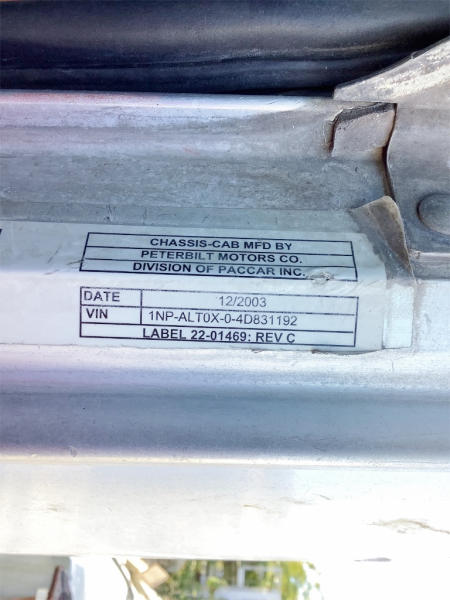 CHASSIS-CAB MFD BY
PETERBILT MOTORS CO.
DIVISION OF PACCAR INC.
DATE 12/2003
VIN 1NP-ALT0X-0-4D831192
LABEL 22-01469: REV C